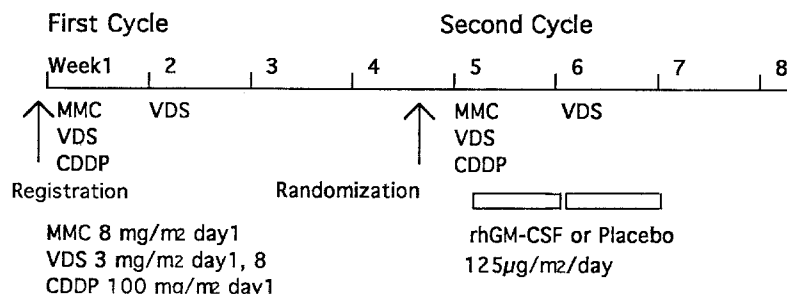 First Cycle Second Cycle
Week1 2 3 4 5 6 7 8
MMC VDS MMC VDS
VDS VDS
CDDP CDDP
Registration Randomization
MMC 8 mg/m2 day1 rhGM-CSF or Placebo
VDS 3 mg/m2 day1, 8 125µg/m2/day
CDDP 100 mg/m2 day1